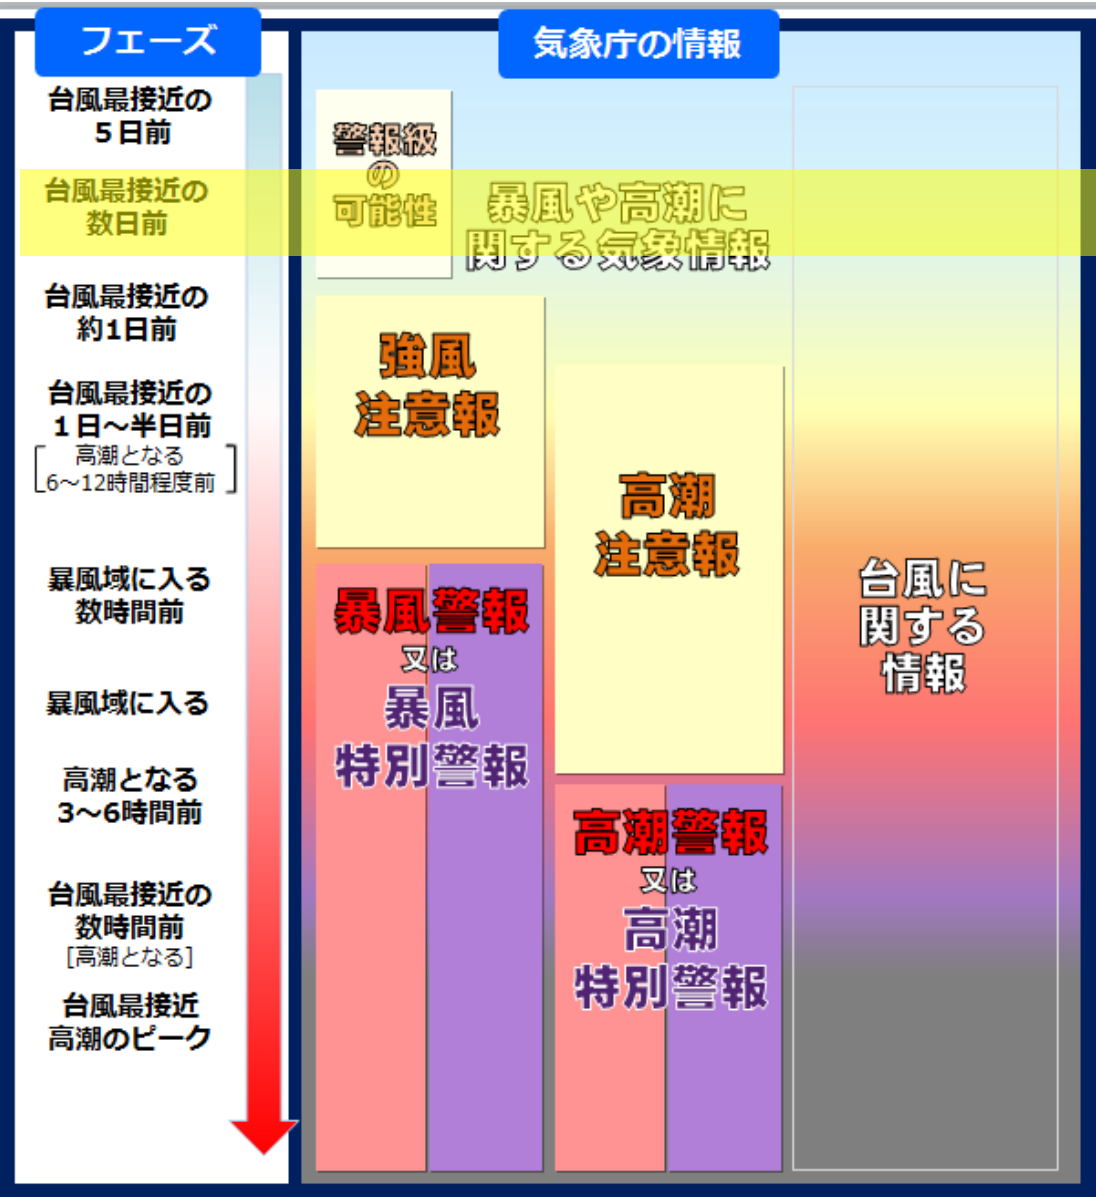 フェーズ
気象庁の情報
台風最接近の
５日前
台風最接近の
数日前
台風最接近の
約1日前
台風最接近の
１日～半日前
高潮となる
6～12時間程度前
暴風域に入る
数時間前
暴風域に入る
高潮となる
3～6時間前
台風最接近の
数時間前
[高潮となる]
台風最接近
高潮のピーク
警報級
の
可能性
暴風や高潮に
関する気象情報
強風
注意報
高潮
注意報
暴風警報
又は
暴風
特別警報
高潮警報
又は
高潮
特別警報
台風に
関する
情報